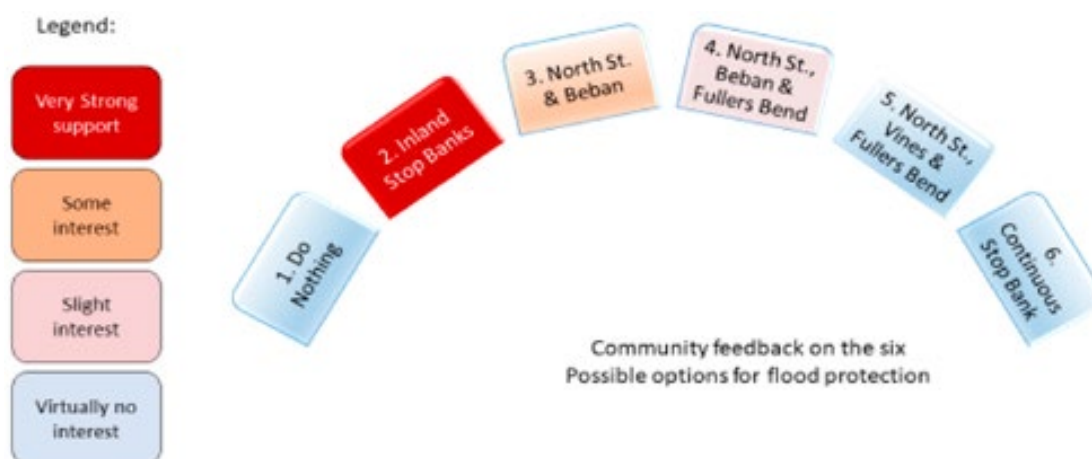 Legend:
Very Strong
support
Some
interest
Slight
interest
Virtually no
interest
1. Do
Nothing
2. Inland
Stop Banks
3. North St.
& Beban
4. North St.,
Beban &
Fullers Bend
5. North St.,
Vines &
Fullers Bend
6.
Continuous
Stop Bank
Community feedback on the six
Possible options for flood protection